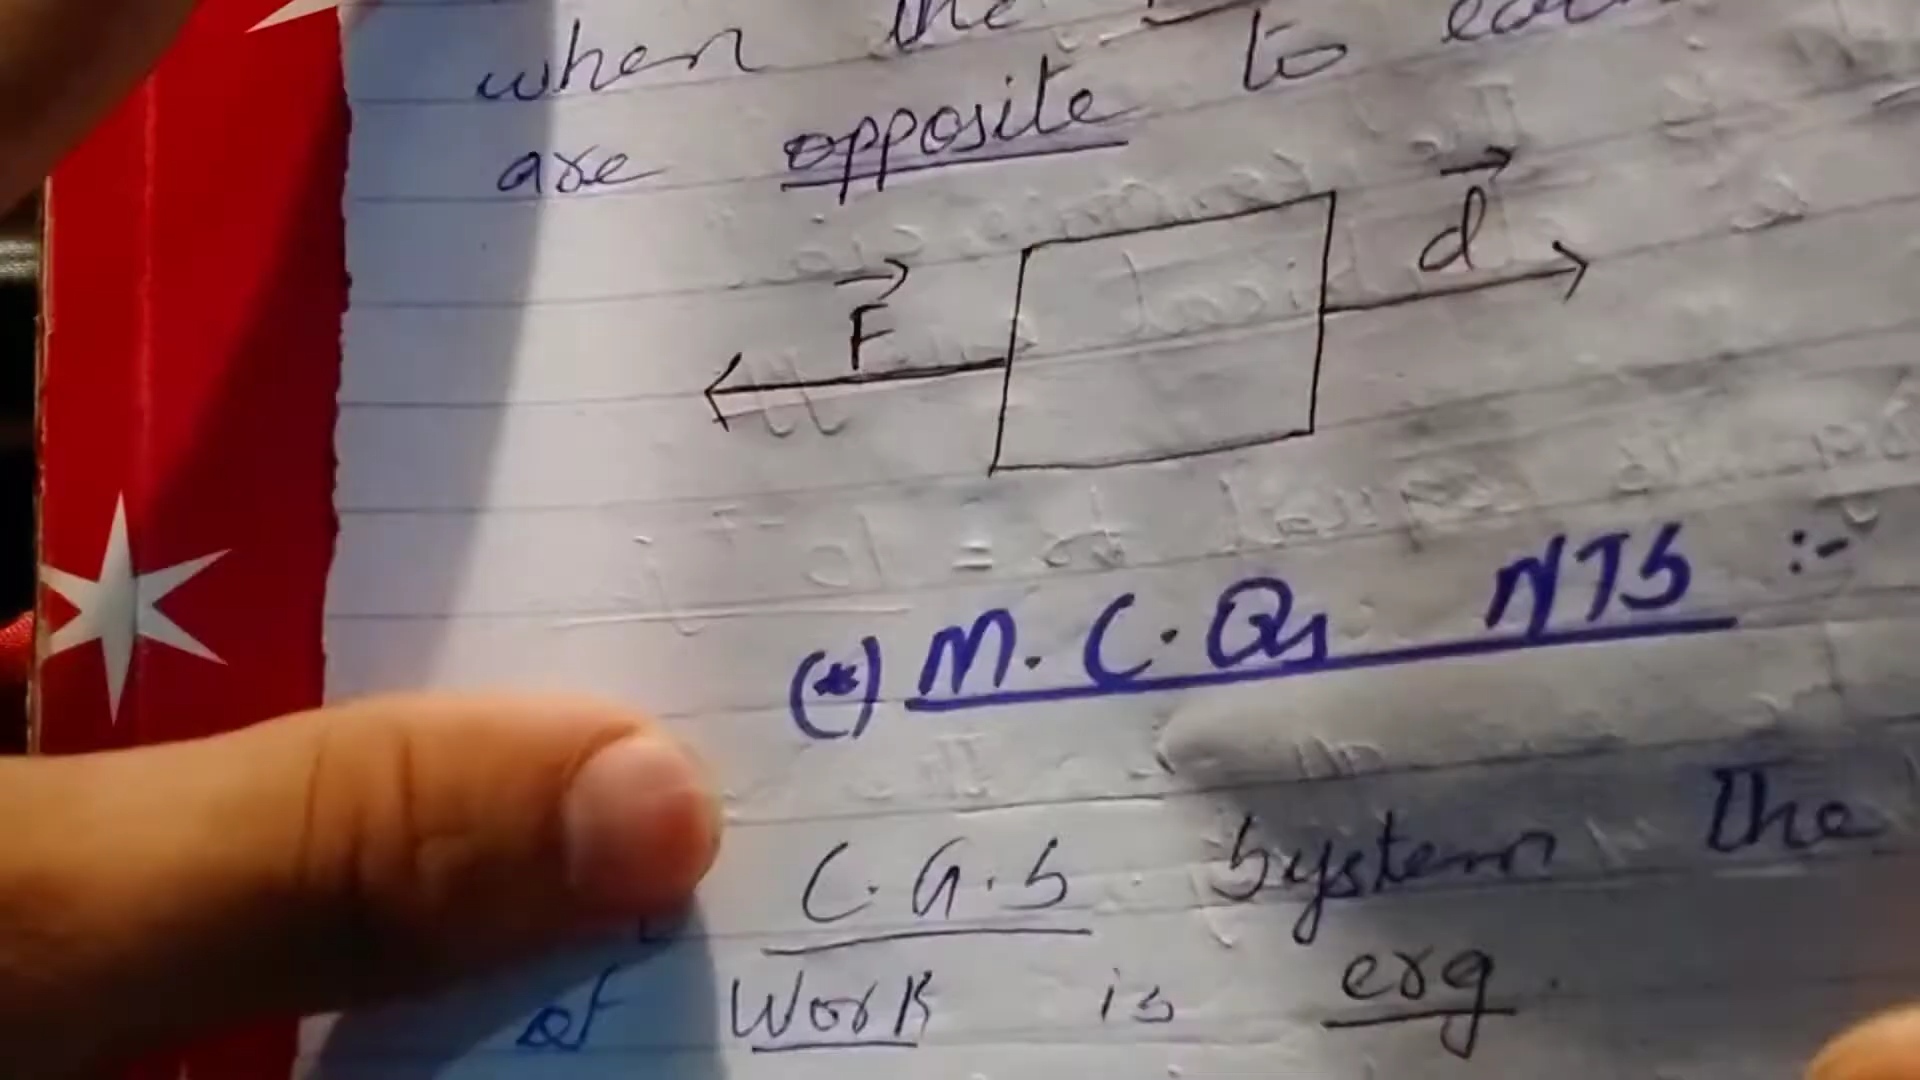 when the
are opposite to
F
d
(*) M.C.Qs NTS :-
C.G.S System the
of Work is erg.